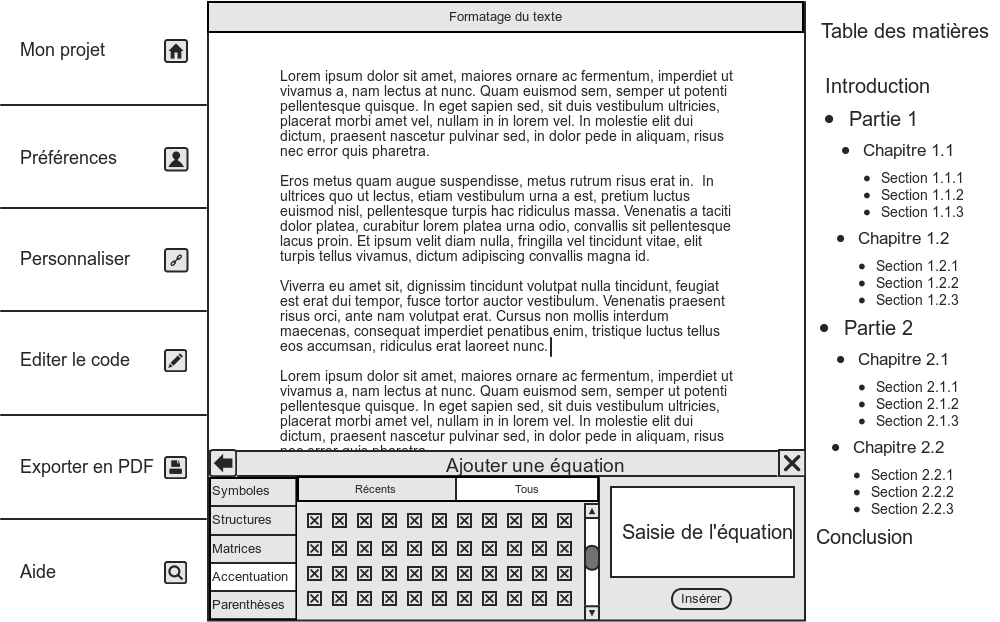 Mon projet
Préférences
Personnaliser
Editer le code
Exporter en PDF
Aide
Formatage du texte
Lorem ipsum dolor sit amet, maiores ornare ac fermentum, imperdiet ut
vivamus a, nam lectus at nunc. Quam euismod sem, semper ut potenti
pellentesque quisque. In eget sapien sed, sit duis vestibulum ultricies,
placerat morbi amet vel, nullam in in lorem vel. In molestie elit dui
dictum, praesent nascetur pulvinar sed, in dolor pede in aliquam, risus
nec error quis pharetra.
Eros metus quam augue suspendisse, metus rutrum risus erat in.  In
ultrices quo ut lectus, etiam vestibulum urna a est, pretium luctus
euismod nisl, pellentesque turpis hac ridiculus massa. Venenatis a taciti
dolor platea, curabitur lorem platea urna odio, convallis sit pellentesque
lacus proin. Et ipsum velit diam nulla, fringilla vel tincidunt vitae, elit
turpis tellus vivamus, dictum adipiscing convallis magna id.
Viverra eu amet sit, dignissim tincidunt volutpat nulla tincidunt, feugiat
est erat dui tempor, fusce tortor auctor vestibulum. Venenatis praesent
risus orci, ante nam volutpat erat. Cursus non mollis interdum
maecenas, consequat imperdiet penatibus enim, tristique luctus tellus
eos accumsan, ridiculus erat laoreet nunc.
Lorem ipsum dolor sit amet, maiores ornare ac fermentum, imperdiet ut
vivamus a, nam lectus at nunc. Quam euismod sem, semper ut potenti
pellentesque quisque. In eget sapien sed, sit duis vestibulum ultricies,
placerat morbi amet vel, nullam in in lorem vel. In molestie elit dui
dictum, praesent nascetur pulvinar sed, in dolor pede in aliquam, risus
Ajouter une équation
Symboles
Structures
Matrices
Accentuation
Parenthèses
Récents
Tous
Saisie de l'équation
Insérer
Table des matières
Introduction
Partie 1
Chapitre 1.1
Section 1.1.1
Section 1.1.2
Section 1.1.3
Chapitre 1.2
Section 1.2.1
Section 1.2.2
Section 1.2.3
Partie 2
Chapitre 2.1
Section 2.1.1
Section 2.1.2
Section 2.1.3
Chapitre 2.2
Section 2.2.1
Section 2.2.2
Section 2.2.3
Conclusion